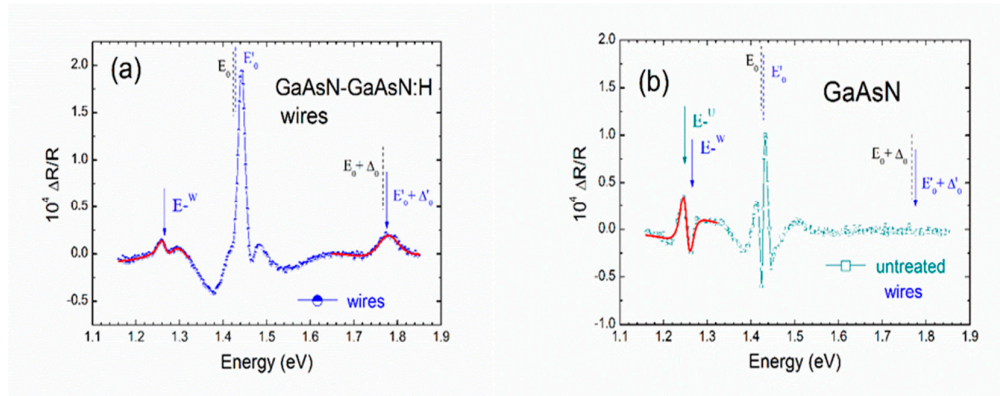 (a)
E₀
E'₀
GaAsN-GaAsN:H
wires
E₀ + Δ₀
E'₀ + Δ'₀
E-ᵂ
wires
2.0
1.5
1.0
0.5
0.0
-0.5
10⁴ ΔR/R
1.1 1.2 1.3 1.4 1.5 1.6 1.7 1.8 1.9
Energy (eV)
(b)
E₀
E'₀
GaAsN
E-ᵁ
E-ᵂ
E₀ + Δ₀
E'₀ + Δ'₀
untreated
wires
2.0
1.5
1.0
0.5
0.0
-0.5
-1.0
10⁴ ΔR/R
1.1 1.2 1.3 1.4 1.5 1.6 1.7 1.8 1.9
Energy (eV)